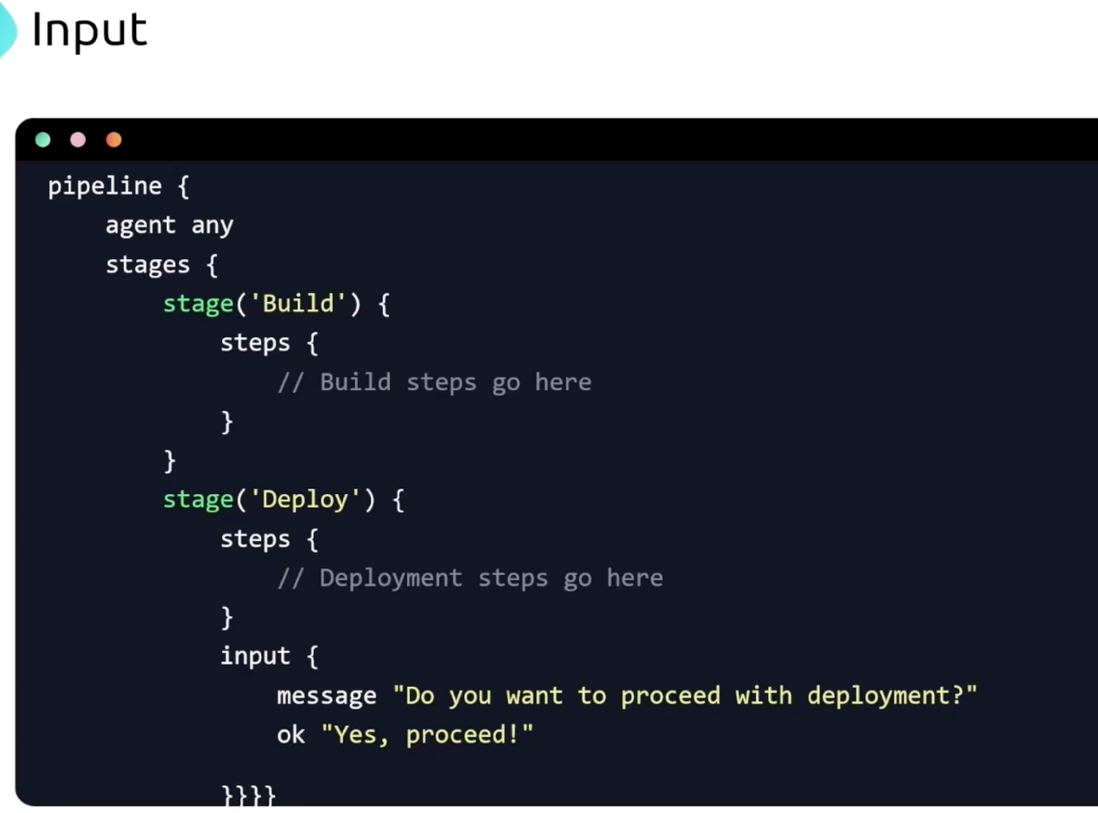 Input
pipeline {
    agent any
    stages {
        stage('Build') {
            steps {
                // Build steps go here
            }
        }
        stage('Deploy') {
            steps {
                // Deployment steps go here
            }
            input {
                message "Do you want to proceed with deployment?"
                ok "Yes, proceed!"
            }}}}